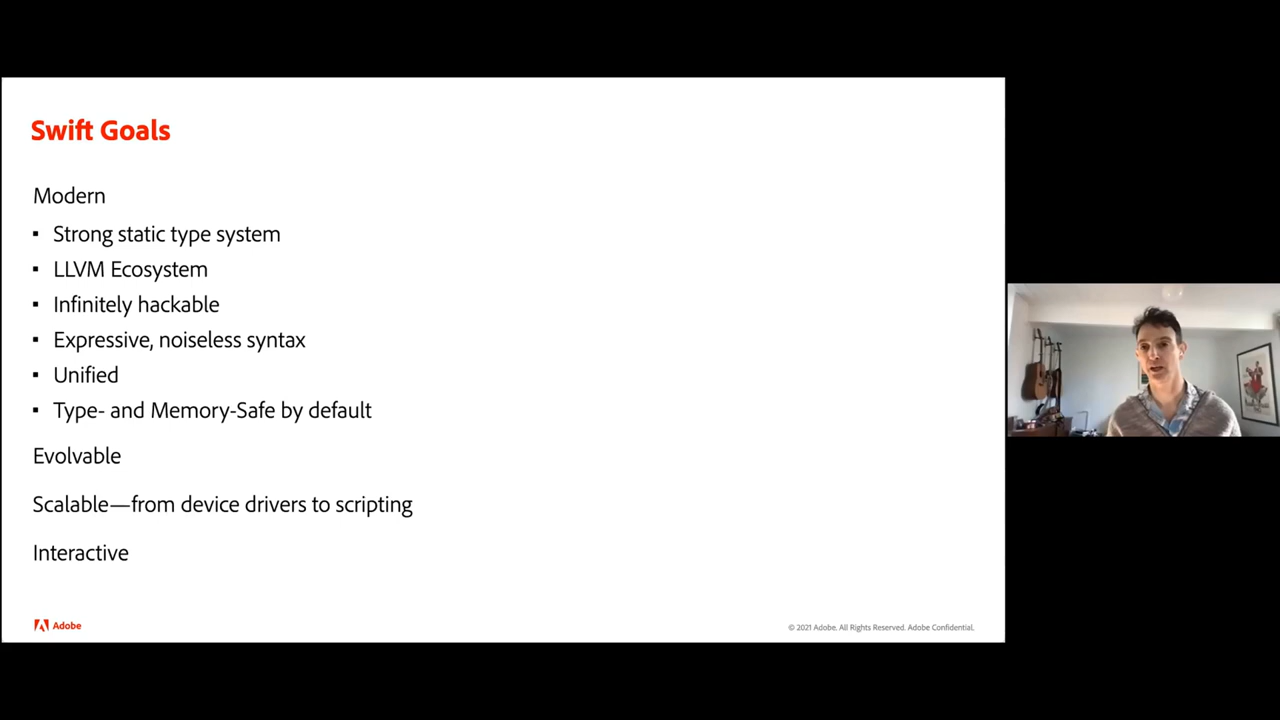 Swift Goals
Modern
▪ Strong static type system
▪ LLVM Ecosystem
▪ Infinitely hackable
▪ Expressive, noiseless syntax
▪ Unified
▪ Type- and Memory-Safe by default
Evolvable
Scalable—from device drivers to scripting
Interactive
Adobe
© 2021 Adobe. All Rights Reserved. Adobe Confidential.